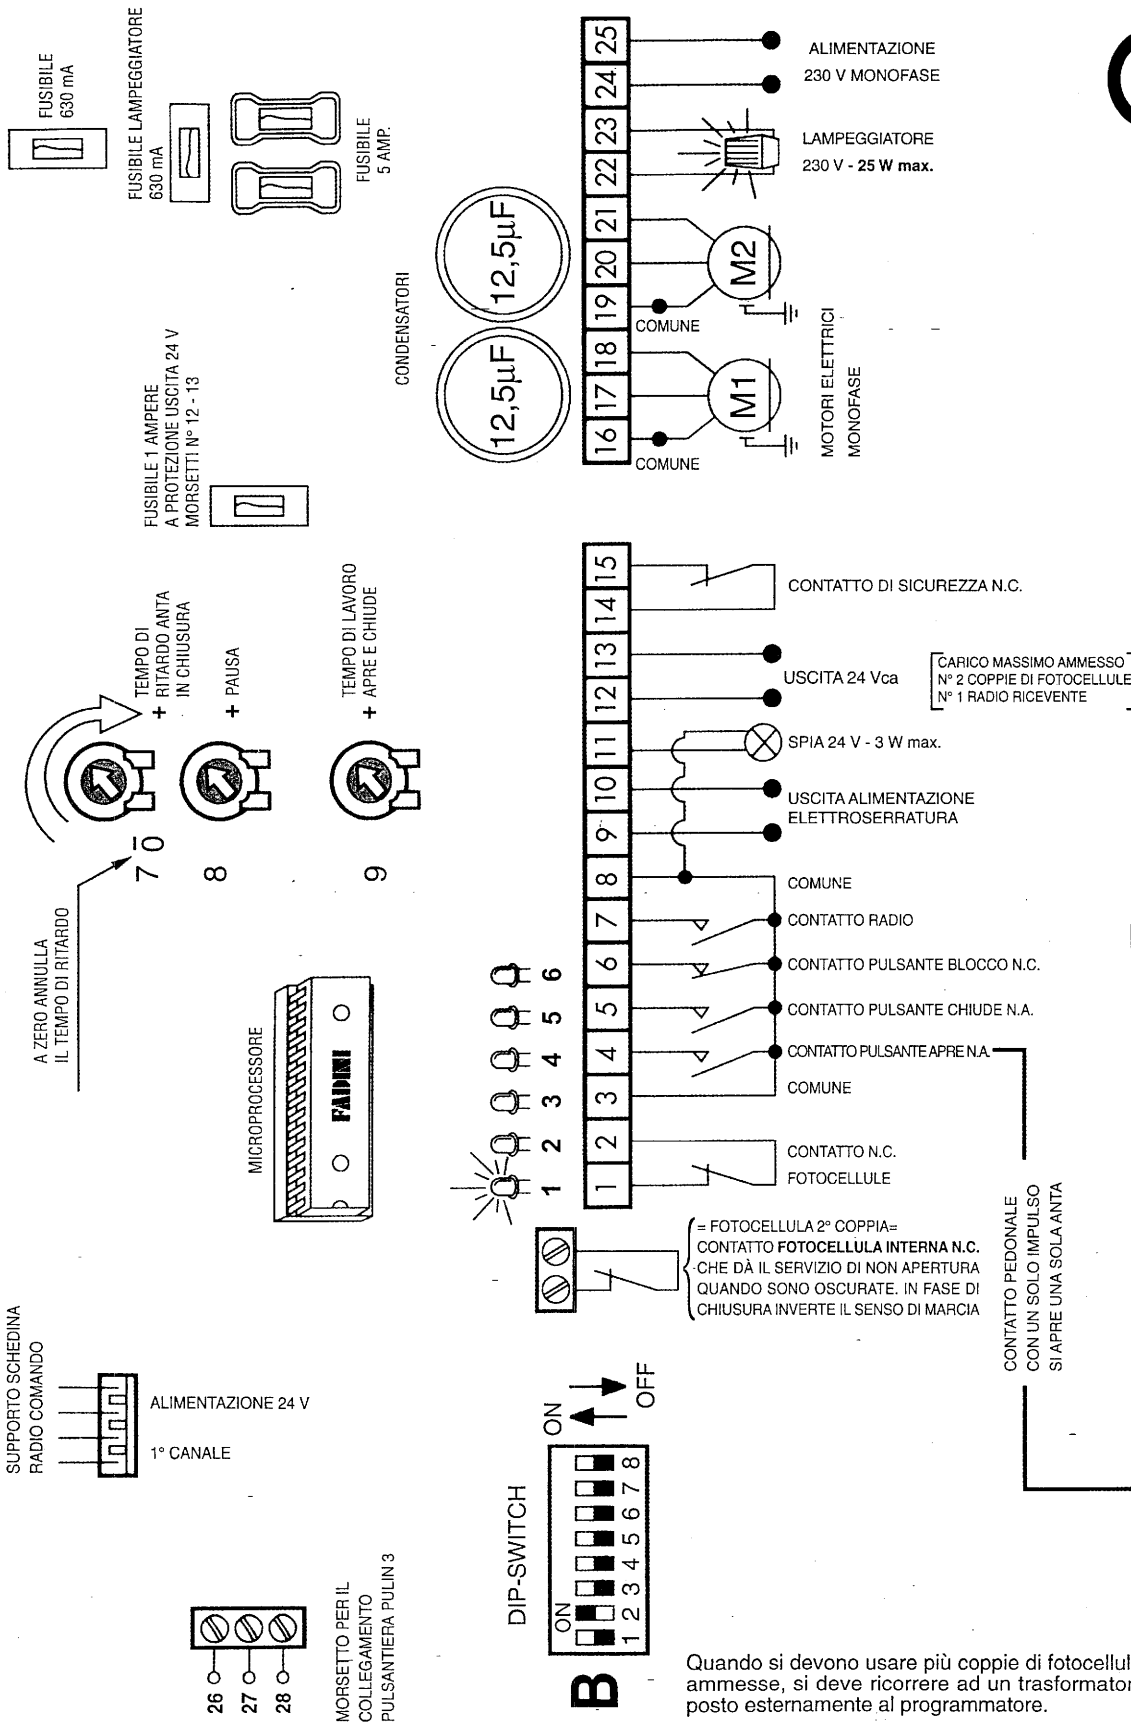 FUSIBILE
630 mA
FUSIBILE LAMPEGGIATORE
630 mA
FUSIBILE
5 AMP.
CONDENSATORI
12,5µF
12,5µF
25
24
23
22
21
20
19
18
17
16
ALIMENTAZIONE
230 V MONOFASE
LAMPEGGIATORE
230 V - 25 W max.
M2
COMUNE
M1
COMUNE
MOTORI ELETTRICI
MONOFASE
FUSIBILE 1 AMPERE
A PROTEZIONE USCITA 24 V
MORSETTI N° 12 - 13
+ TEMPO DI
RITARDO ANTA
IN CHIUSURA
+ PAUSA
+ TEMPO DI LAVORO
APRE E CHIUDE
0
7
8
9
A ZERO ANNULLA
IL TEMPO DI RITARDO
15
14
13
12
11
10
9
8
7
6
5
4
3
2
1
CONTATTO DI SICUREZZA N.C.
USCITA 24 Vca
CARICO MASSIMO AMMESSO
N° 2 COPPIE DI FOTOCELLULE
N° 1 RADIO RICEVENTE
SPIA 24 V - 3 W max.
USCITA ALIMENTAZIONE
ELETTROSERRATURA
COMUNE
CONTATTO RADIO
CONTATTO PULSANTE BLOCCO N.C.
CONTATTO PULSANTE CHIUDE N.A.
CONTATTO PULSANTE APRE N.A.
COMUNE
CONTATTO N.C.
FOTOCELLULE
MICROPROCESSORE
FADINI
6
5
4
3
2
1
= FOTOCELLULA 2° COPPIA=
CONTATTO FOTOCELLULA INTERNA N.C.
CHE DÀ IL SERVIZIO DI NON APERTURA
QUANDO SONO OSCURATE. IN FASE DI
CHIUSURA INVERTE IL SENSO DI MARCIA
CONTATTO PEDONALE
CON UN SOLO IMPULSO
SI APRE UNA SOLA ANTA
SUPPORTO SCHEDINA
RADIO COMANDO
ALIMENTAZIONE 24 V
1° CANALE
DIP-SWITCH
ON
OFF
ON
1 2 3 4 5 6 7 8
26
27
28
MORSETTO PER IL
COLLEGAMENTO
PULSANTIERA PULIN 3
B
Quando si devono usare più coppie di fotocellul
ammesse, si deve ricorrere ad un trasformator
posto esternamente al programmatore.